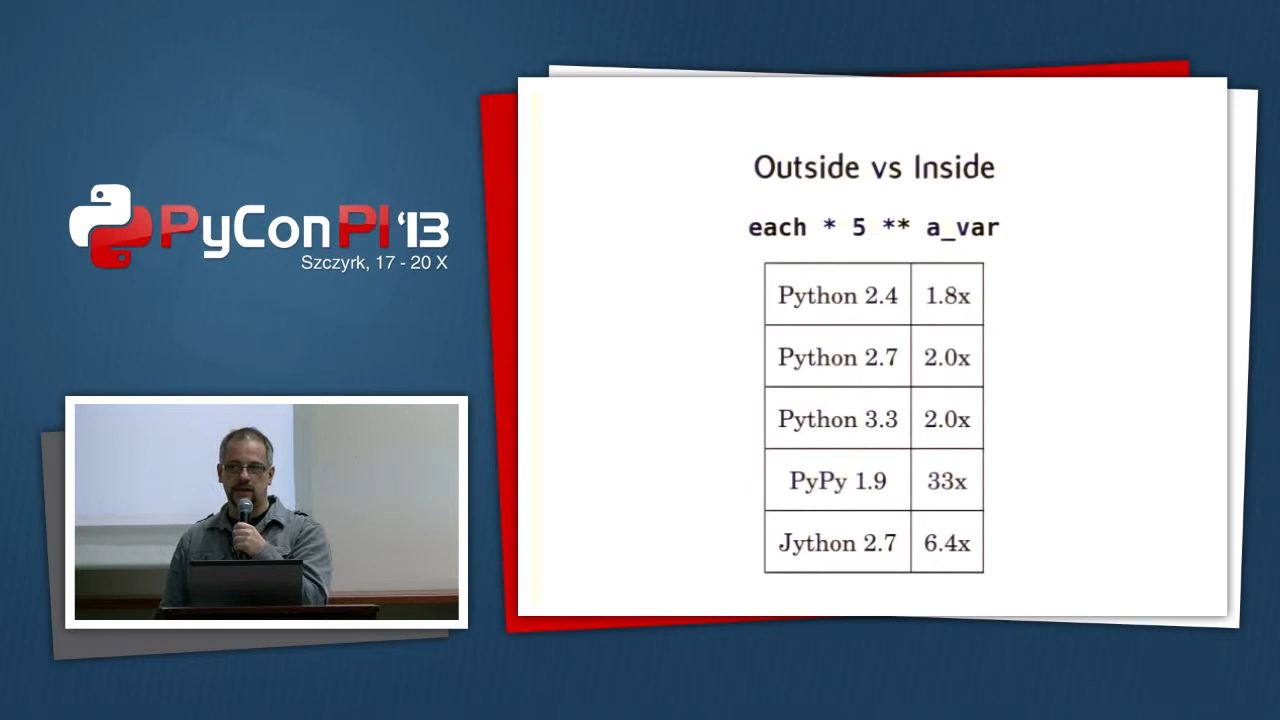 PyConPl '13
Szczyrk, 17 - 20 X
Outside vs Inside
each * 5 ** a_var
Python 2.4 1.8x
Python 2.7 2.0x
Python 3.3 2.0x
PyPy 1.9 33x
Jython 2.7 6.4x